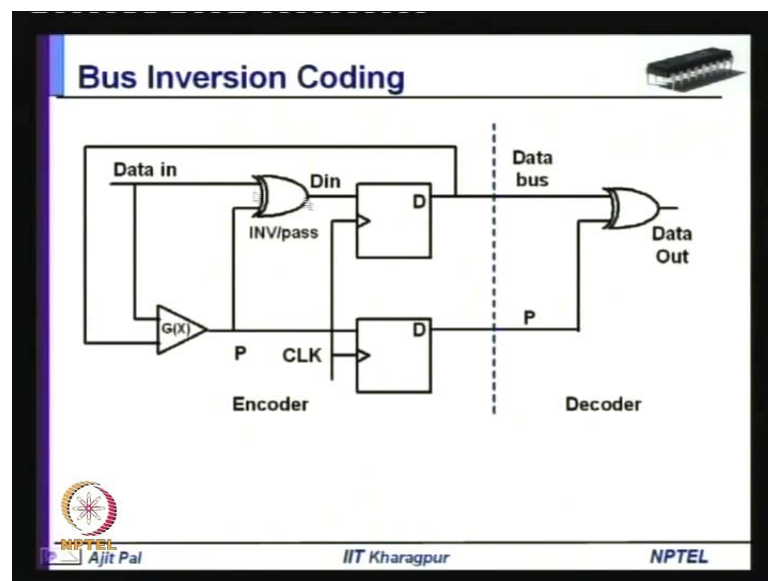 Bus Inversion Coding
Data in
Din
D
Data
bus
INV/pass
Data
Out
G(X)
P
CLK
D
P
Encoder
Decoder
NPTEL
Ajit Pal
IIT Kharagpur
NPTEL